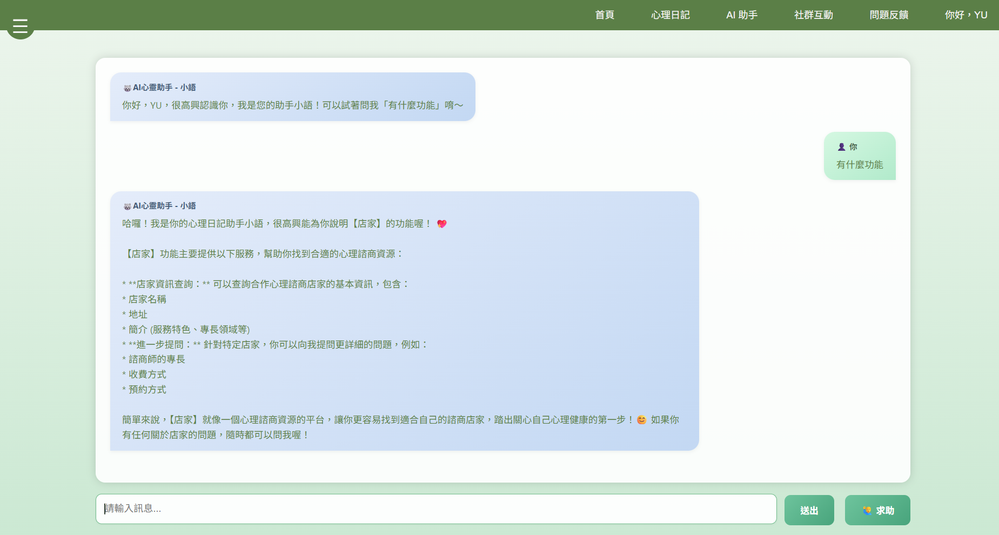 首頁
心理日記
AI 助手
社群互動
問題反饋
你好，YU
AI心靈助手 - 小語
你好，YU，很高興認識你，我是您的助手小語！可以試著問我「有什麼功能」唷～
你
有什麼功能
AI心靈助手 - 小語
哈囉！我是你的心理日記助手小語，很高興能為你說明【店家】的功能喔！ 💖
【店家】功能主要提供以下服務，幫助你找到合適的心理諮商資源：
* **店家資訊查詢：** 可以查詢合作心理諮商店家的基本資訊，包含：
* 店家名稱
* 地址
* 簡介 (服務特色、專長領域等)
* **進一步提問：** 針對特定店家，你可以向我提問更詳細的問題，例如：
* 諮商師的專長
* 收費方式
* 預約方式
簡單來說，【店家】就像一個心理諮商資源的平台，讓你更容易找到適合自己的諮商店家，踏出關心自己心理健康的第一步！😊 如果你
有任何關於店家的問題，隨時都可以問我喔！
請輸入訊息...
送出
求助